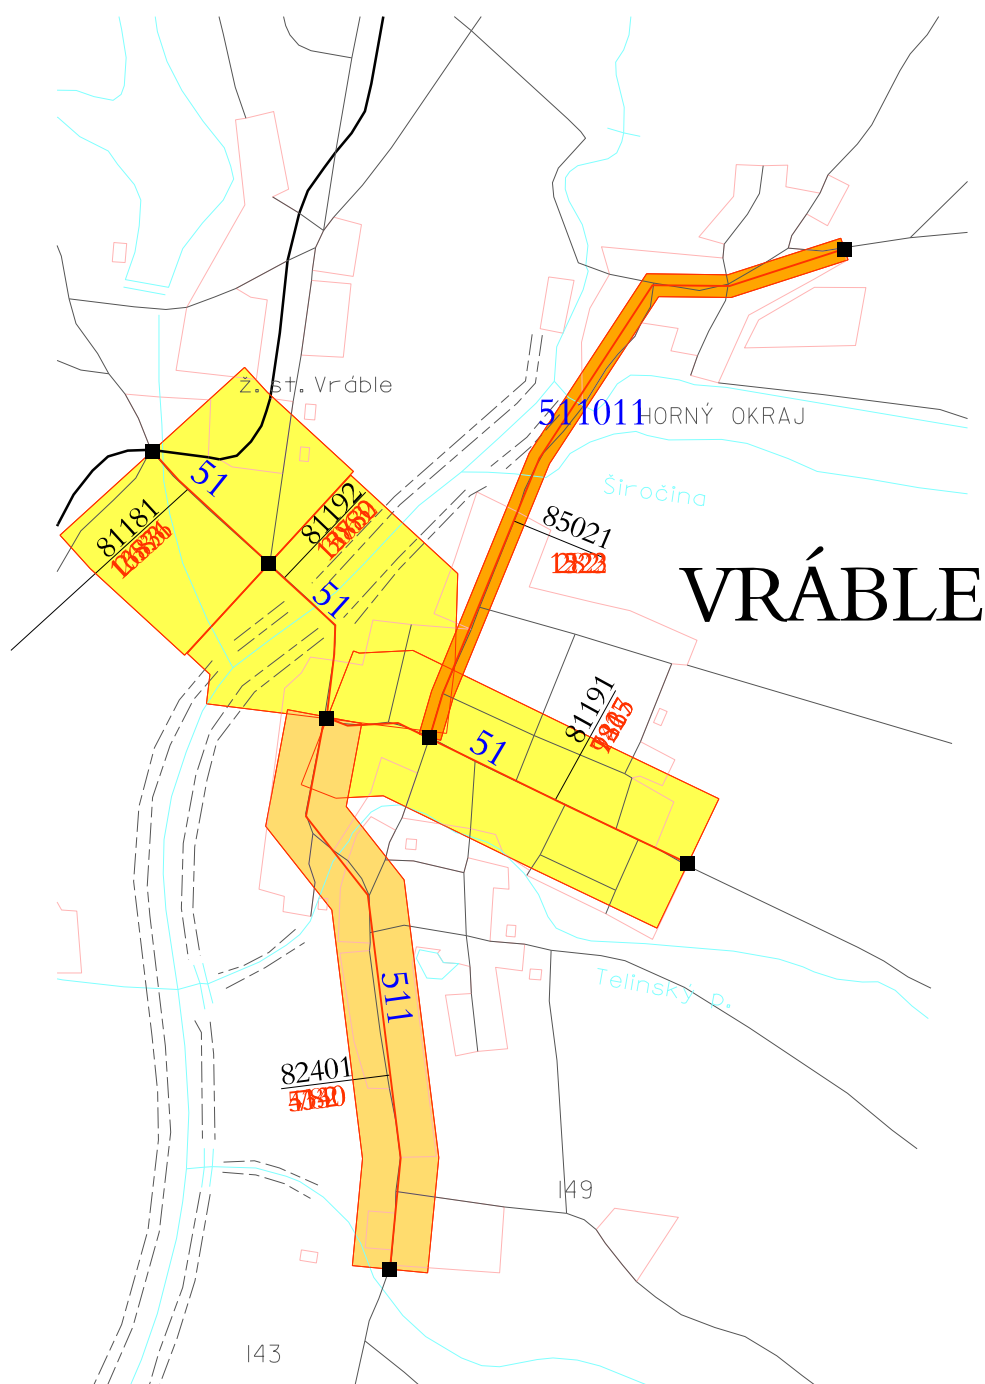 ž. st. Vráble
511011
HORNÝ OKRAJ
51
Širočina
81181
81192
85021
VRÁBLE
51
81191
51
Telinský p.
511
82401
149
143